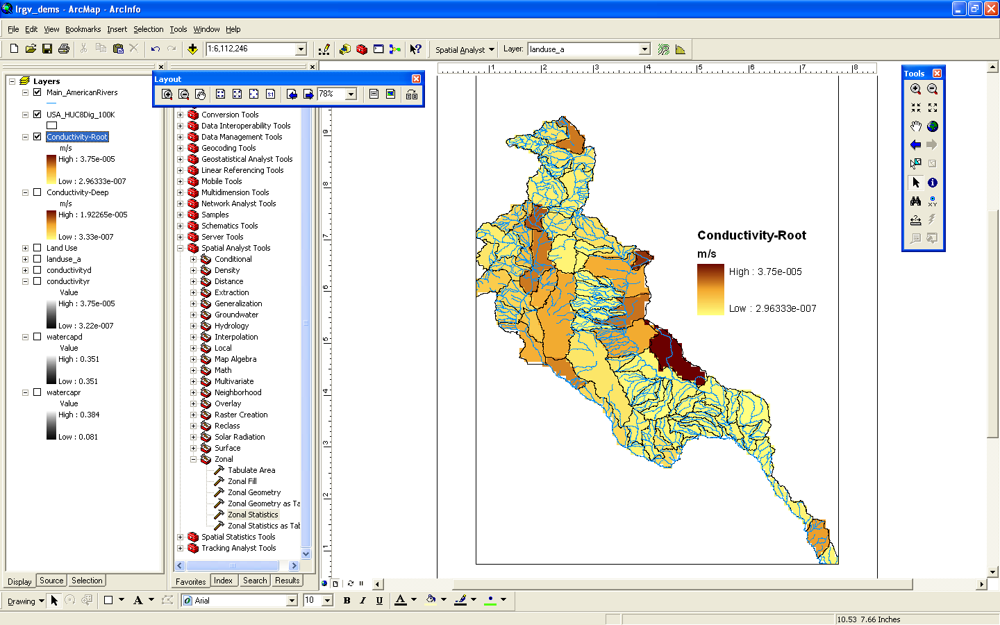 lrgv_dems - ArcMap - ArcInfo
File Edit View Bookmarks Insert Selection Tools Window Help
1:6,112,246
Spatial Analyst
Layer:
landuse_a
Layers
Main_AmericanRivers
USA_HUC8Dig_100K
Conductivity-Root
m/s
High : 3.75e-005
Low : 2.96333e-007
Conductivity-Deep
m/s
High : 1.92265e-005
Low : 3.33e-007
Land Use
landuse_a
conductivityd
conductivityr
Value
High : 3.75e-005
Low : 3.22e-007
watercapd
Value
High : 0.351
Low : 0.351
watercapr
Value
High : 0.384
Low : 0.081
Display Source Selection
Layout
1:1
78%
Conversion Tools
Data Interoperability Tools
Data Management Tools
Geocoding Tools
Geostatistical Analyst Tools
Linear Referencing Tools
Mobile Tools
Multidimension Tools
Network Analyst Tools
Samples
Schematics Tools
Server Tools
Spatial Analyst Tools
Conditional
Density
Distance
Extraction
Generalization
Groundwater
Hydrology
Interpolation
Local
Map Algebra
Math
Multivariate
Neighborhood
Overlay
Raster Creation
Reclass
Solar Radiation
Surface
Zonal
Tabulate Area
Zonal Fill
Zonal Geometry
Zonal Geometry as Ta
Zonal Statistics
Zonal Statistics as Tab
Spatial Statistics Tools
Tracking Analyst Tools
Favorites Index Search Results
1 2 3 4 5 6 7 8
9
8
7
6
5
4
3
2
1
Conductivity-Root
m/s
High : 3.75e-005
Low : 2.96333e-007
Tools
XY
Drawing
A
Arial
10
B I U A
10.53 7.66 Inches